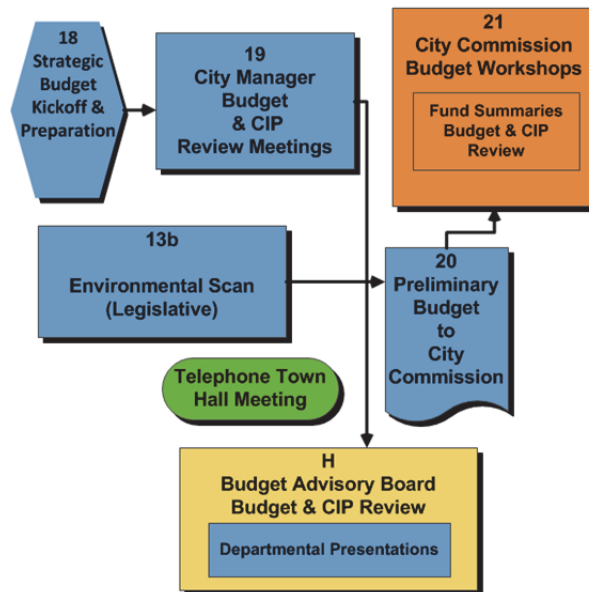 18
Strategic
Budget
Kickoff &
Preparation
19
City Manager
Budget
& CIP
Review Meetings
21
City Commission
Budget Workshops
Fund Summaries
Budget & CIP
Review
13b
Environmental Scan
(Legislative)
20
Preliminary
Budget
to
City
Commission
Telephone Town
Hall Meeting
H
Budget Advisory Board
Budget & CIP Review
Departmental Presentations